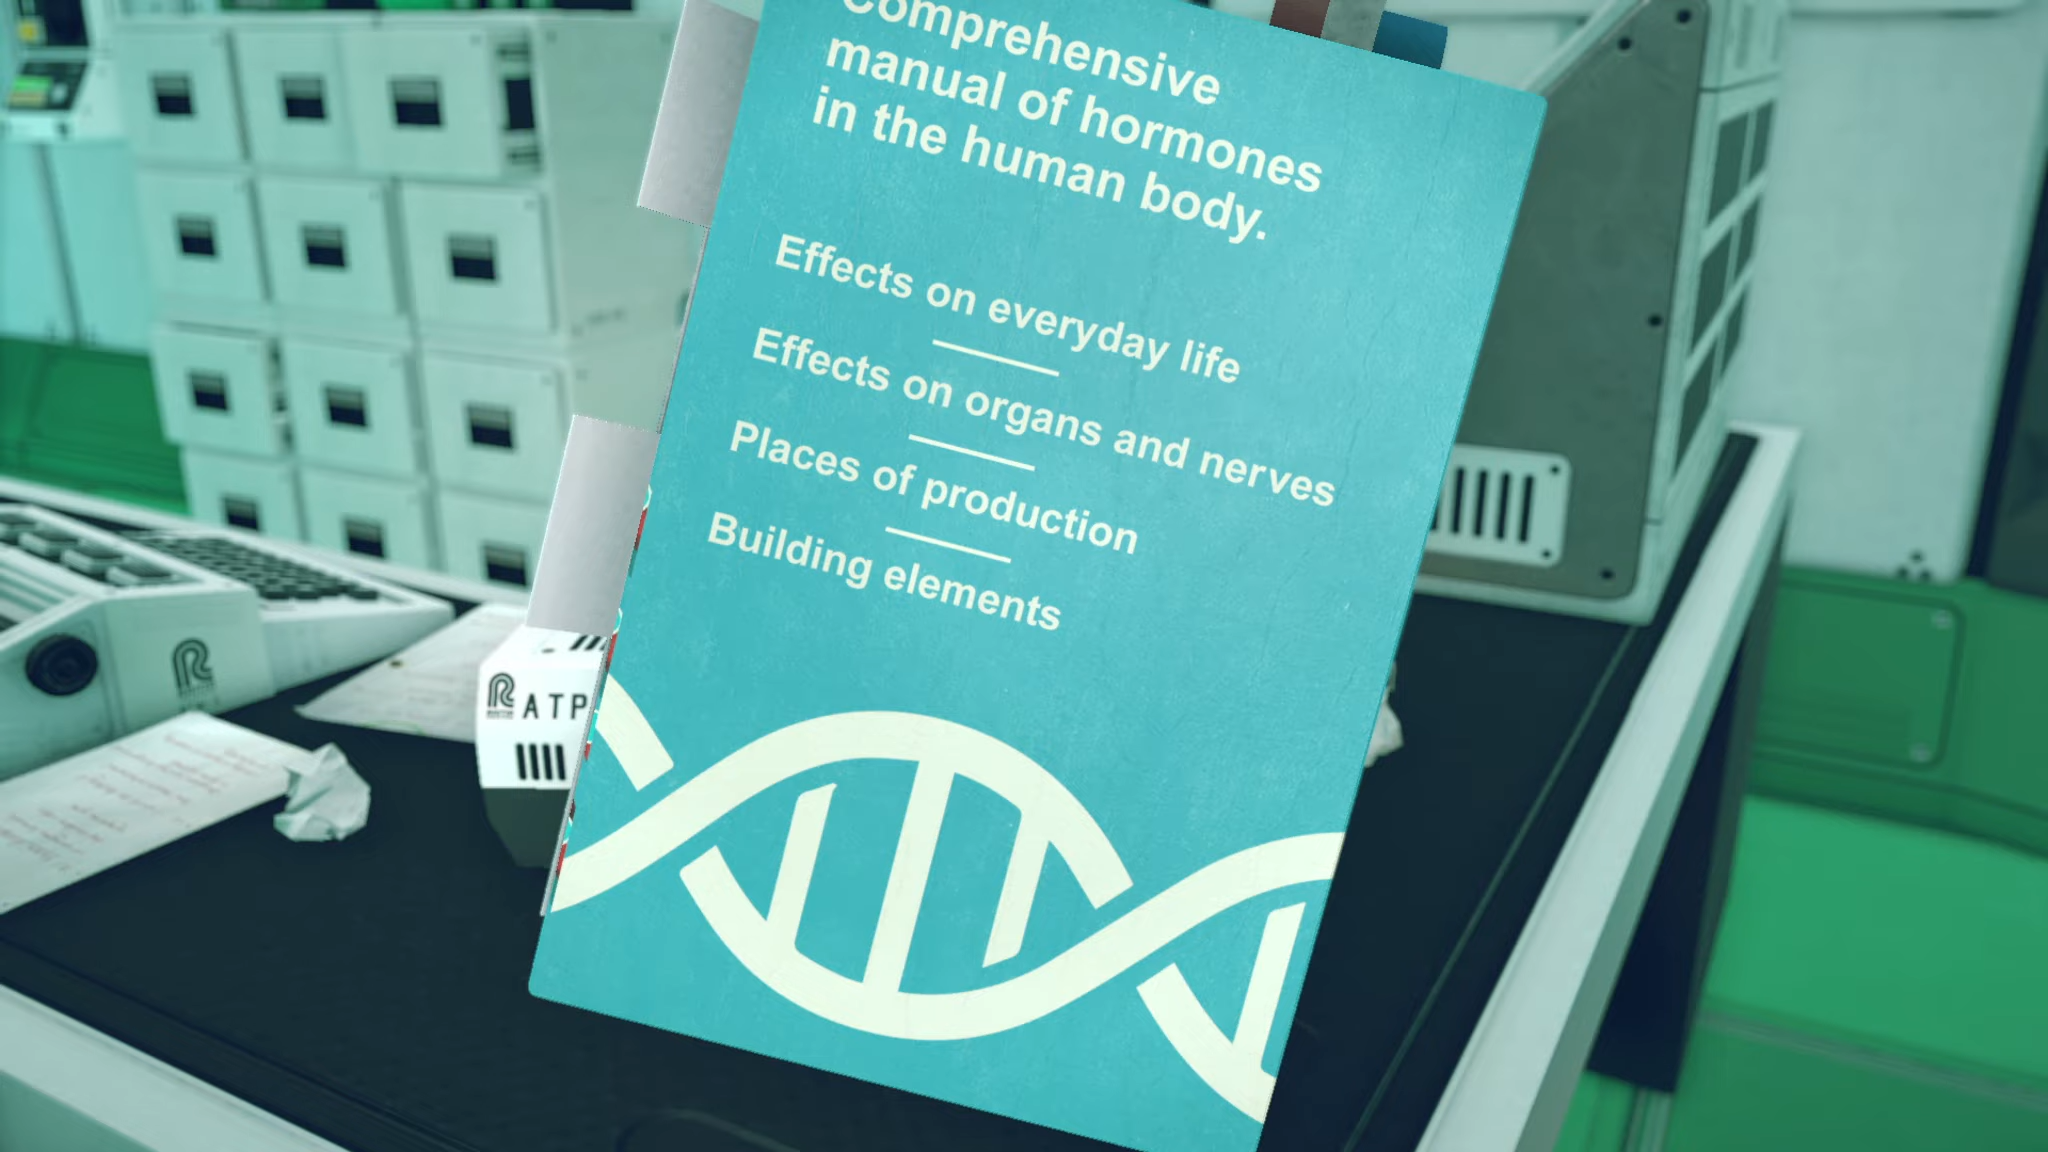 Comprehensive
manual of hormones
in the human body.
Effects on everyday life
Effects on organs and nerves
Places of production
Building elements
ATP